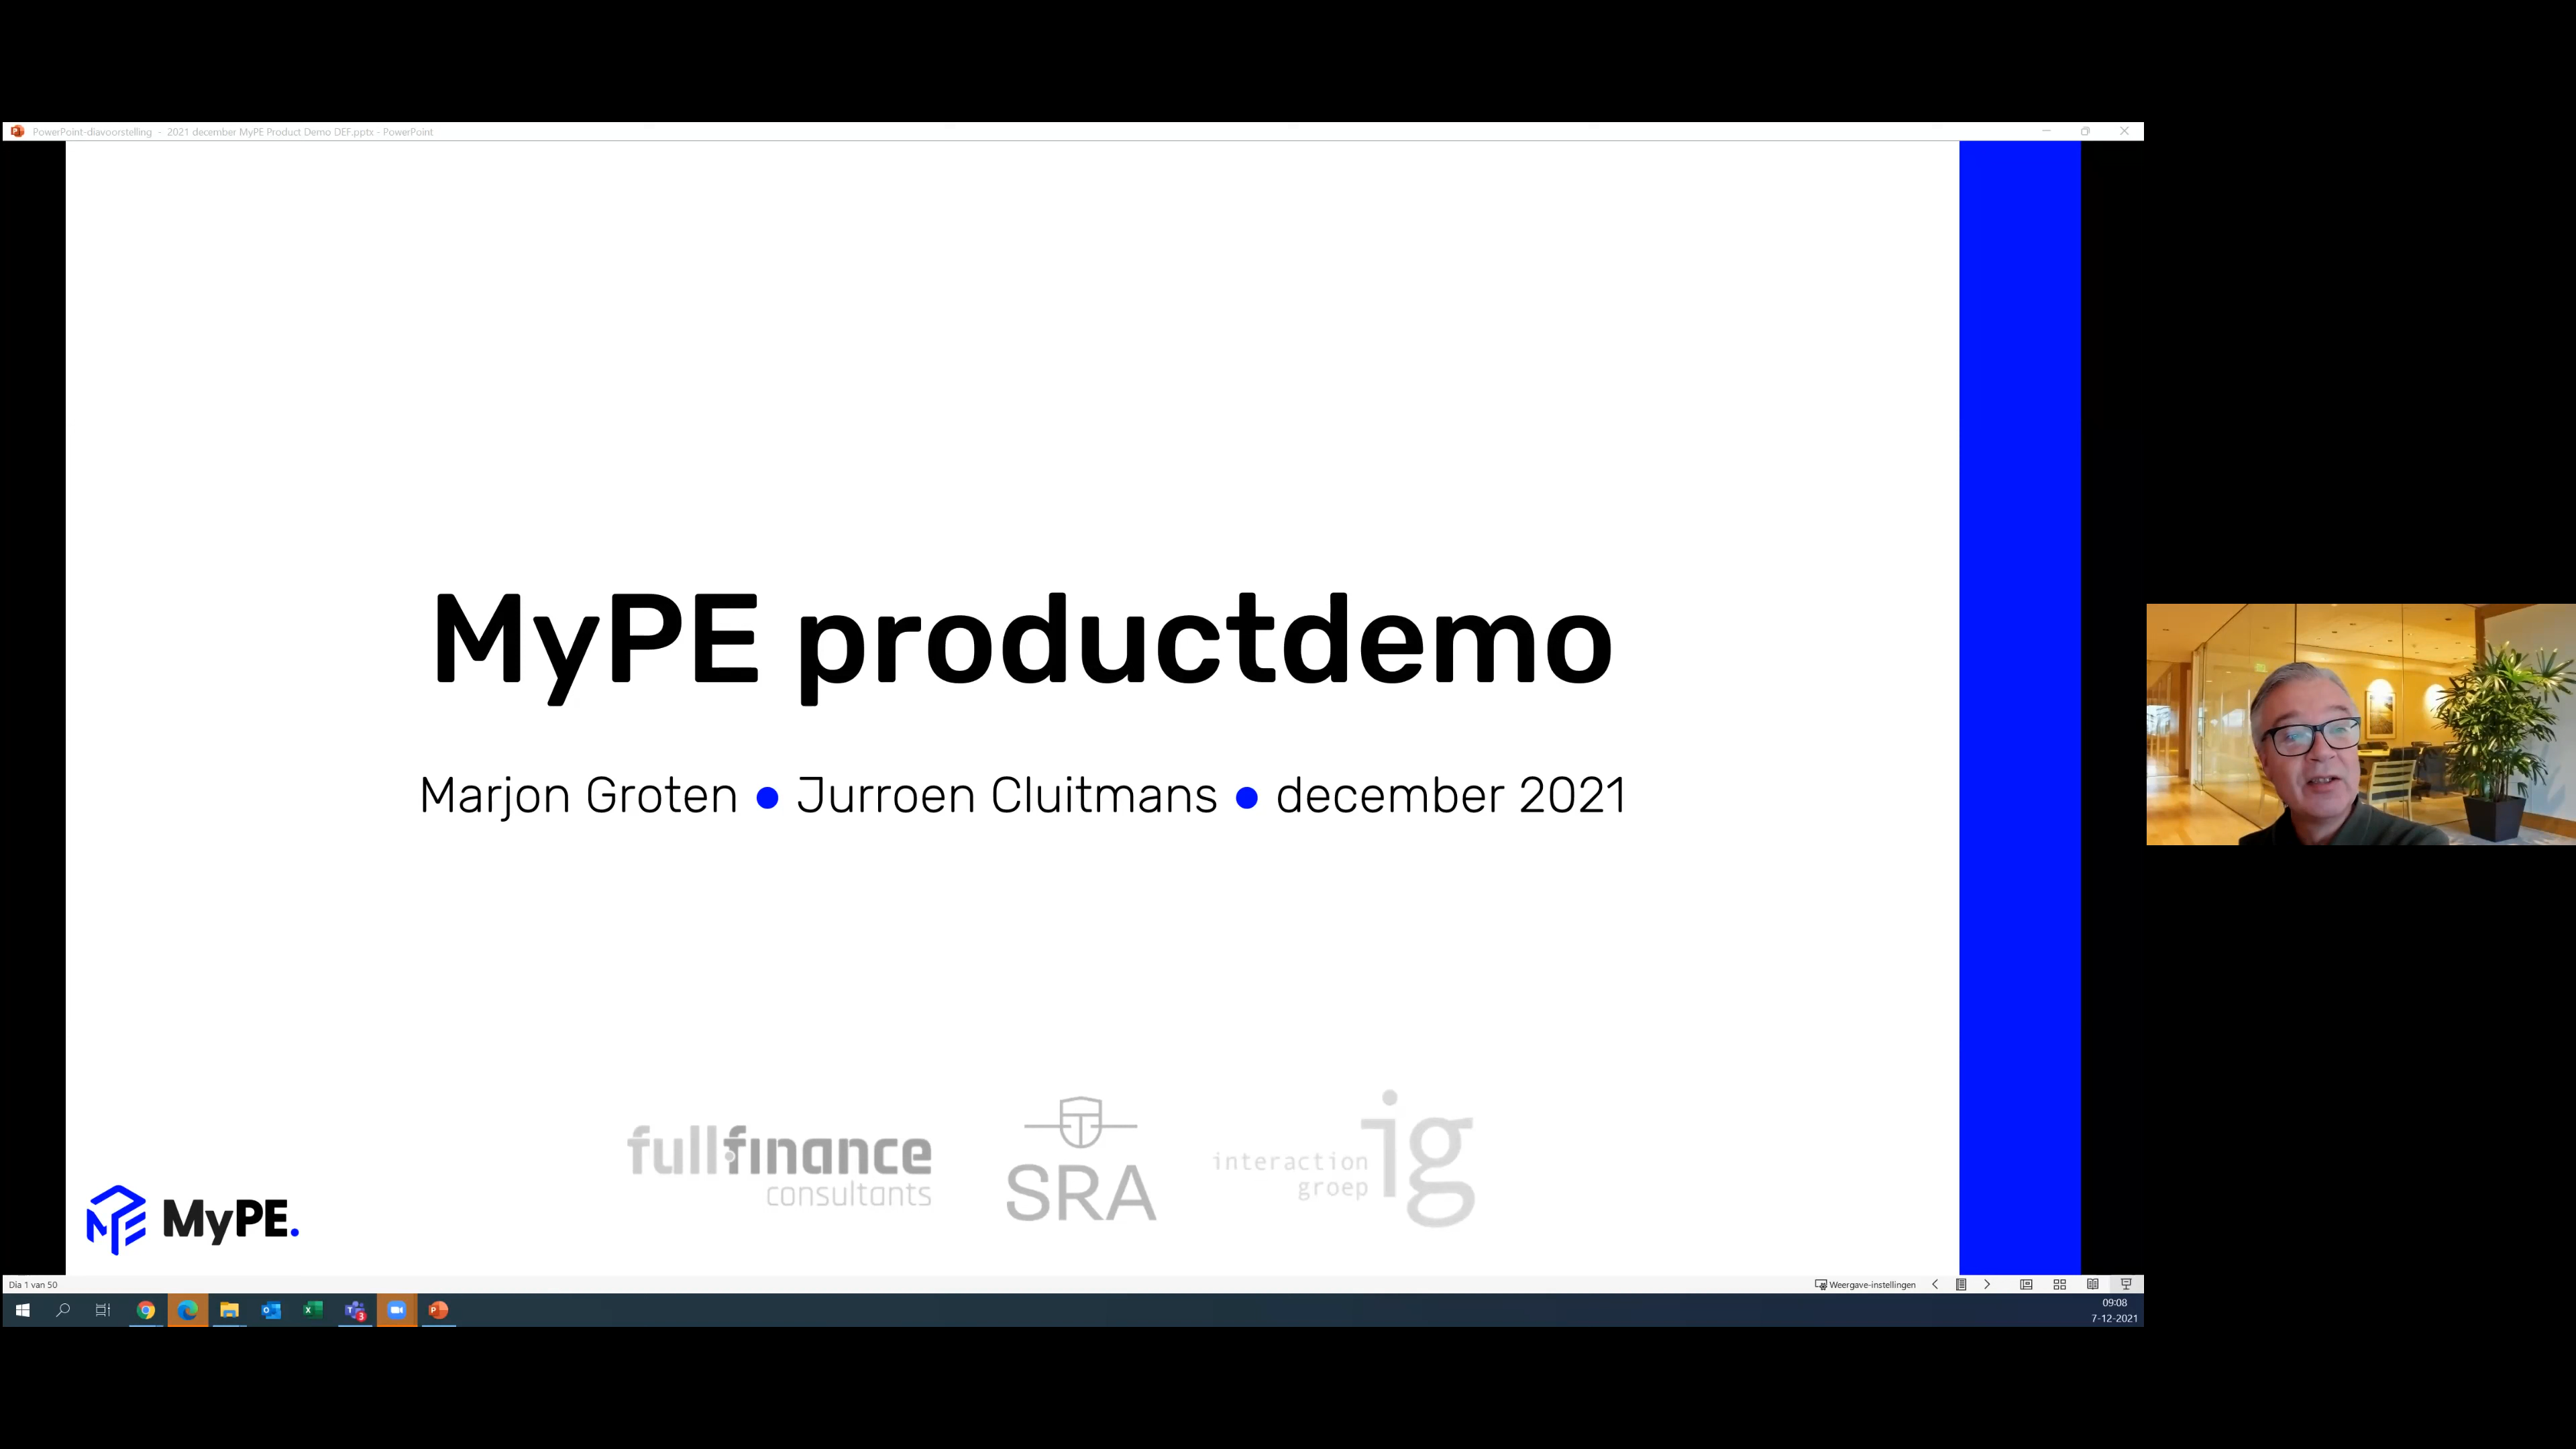 PowerPoint-diavoorstelling - 2021 december MyPE Product Demo DEF.pptx - PowerPoint
MyPE productdemo
Marjon Groten ● Jurroen Cluitmans ● december 2021
fullfinance
consultants
SRA
interaction
groep
ig
MyPE.
Dia 1 van 50
Weergave-instellingen
09:08
7-12-2021